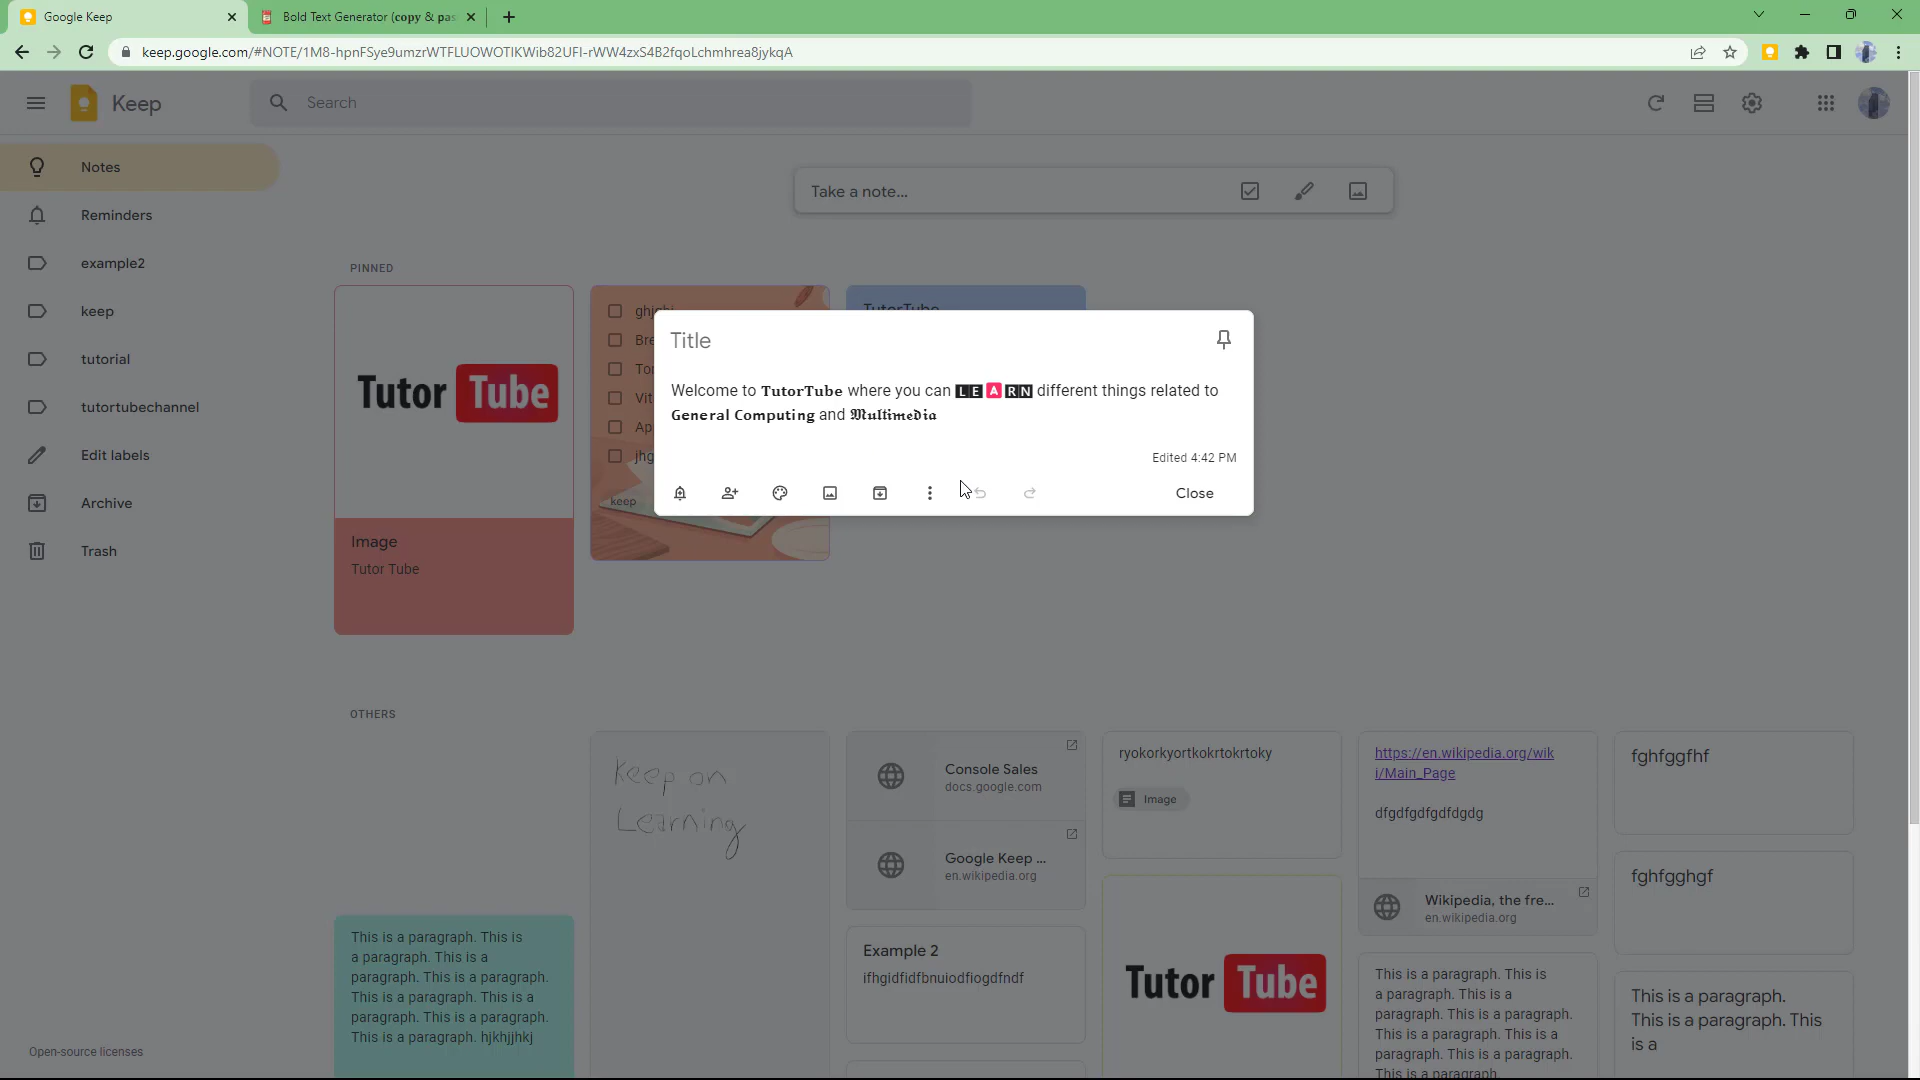 Google Keep
Bold Text Generator (𝐜𝐨𝐩𝐲 & 𝐩𝐚𝐬
keep.google.com/#NOTE/1M8-hpnFSye9umzrWTFLUOWOTIKWib82UFI-rWW4zxS4B2fqoLchmhrea8jykqA
Keep
Search
Notes
Reminders
example2
keep
tutorial
tutortubechannel
Edit labels
Archive
Trash
Open-source licenses
Take a note...
PINNED
Tutor Tube
Image
Tutor Tube
keep
TutorTube
Title
Welcome to 𝐓𝐮𝐭𝐨𝐫𝐓𝐮𝐛𝐞 where you can 🅻🅴🅰🆁🅽 different things related to
𝐆𝐞𝐧𝐞𝐫𝐚𝐥 𝐂𝐨𝐦𝐩𝐮𝐭𝐢𝐧𝐠 and 𝕸𝖚𝖑𝖙𝖎𝖒𝖊𝖉𝖎𝖆
Edited 4:42 PM
Close
OTHERS
This is a paragraph. This is
a paragraph. This is a
paragraph. This is a paragraph.
This is a paragraph. This is a
paragraph. This is a paragraph.
This is a paragraph. hjkhjjhkj
Keep on
Learning
Console Sales
docs.google.com
Google Keep ...
en.wikipedia.org
Example 2
ifhgidfidfbnuiodfiogdfndf
ryokorkyortkokrtokrtoky
Image
Tutor Tube
https://en.wikipedia.org/wik
i/Main_Page
dfgdfgdfgdfdgdg
Wikipedia, the fre...
en.wikipedia.org
This is a paragraph. This is
a paragraph. This is a
paragraph. This is a paragraph.
This is a paragraph. This is a
paragraph. This is a paragraph.
This is a paragraph.
fghfggfhf
fghfgghgf
This is a paragraph.
This is a paragraph. This
is a